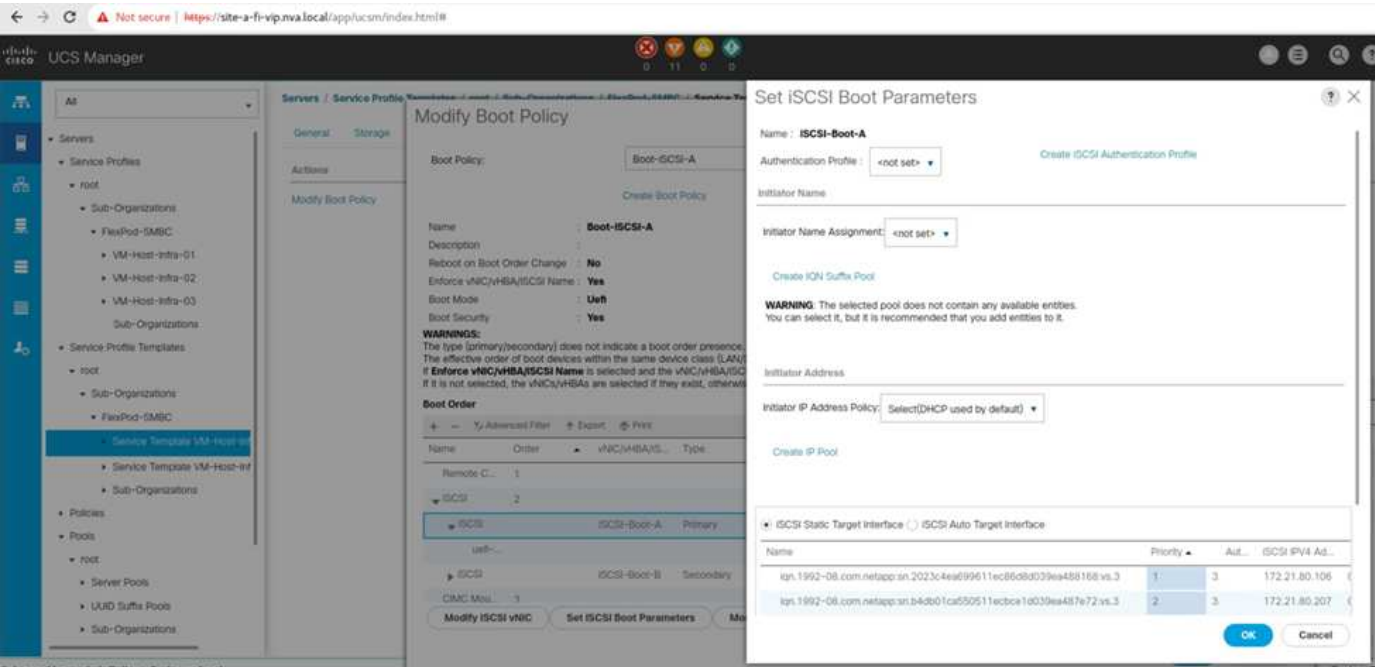 Not secure | https://site-a-fi-vip.nva.local/app/ucsm/index.html#
cisco UCS Manager
0 11 0 0
All
Servers
Service Profiles
root
Sub-Organizations
FlexPod-SMBC
VM-Host-Infra-01
VM-Host-Infra-02
VM-Host-Infra-03
Sub-Organizations
Service Profile Templates
root
Sub-Organizations
FlexPod-SMBC
Service Template VM-Host-Inf
Service Template VM-Host-Inf
Sub-Organizations
Policies
Pools
root
Server Pools
UUID Suffix Pools
Sub-Organizations
Servers / Service Profile Templates / root / Sub-Organizations / FlexPod-SMBC / Service Te
General Storage
Actions
Modify Boot Policy
Modify Boot Policy
Boot Policy: Boot-iSCSI-A
Create Boot Policy
Name : Boot-iSCSI-A
Description :
Reboot on Boot Order Change : No
Enforce vNIC/vHBA/iSCSI Name : Yes
Boot Mode : Uefi
Boot Security : Yes
WARNINGS:
The type (primary/secondary) does not indicate a boot order presence.
The effective order of boot devices within the same device class (LAN/
If Enforce vNIC/vHBA/iSCSI Name is selected and the vNIC/vHBA/iSC
If it is not selected, the vNICs/vHBAs are selected if they exist, otherwis
Boot Order
+ - Advanced Filter Export Print
Name Order vNIC/vHBA/iS... Type
Remote C... 1
iSCSI 2
iSCSI iSCSI-Boot-A Primary
uefi-...
iSCSI iSCSI-Boot-B Secondary
CIMC Mou... 3
Modify iSCSI vNIC Set iSCSI Boot Parameters Mo
Set iSCSI Boot Parameters
Name : iSCSI-Boot-A
Authentication Profile : <not set> Create iSCSI Authentication Profile
Initiator Name
Initiator Name Assignment: <not set>
Create IQN Suffix Pool
WARNING: The selected pool does not contain any available entities.
You can select it, but it is recommended that you add entities to it.
Initiator Address
Initiator IP Address Policy: Select(DHCP used by default)
Create IP Pool
iSCSI Static Target Interface iSCSI Auto Target Interface
Name Priority Aut... iSCSI IPV4 Ad...
iqn.1992-08.com.netapp:sn.2023c4ea699611ec86d8d039ea488168:vs.3 1 3 172.21.80.106
iqn.1992-08.com.netapp:sn.b4db01ca550511ecbce1d039ea487e72:vs.3 2 3 172.21.80.207
OK Cancel